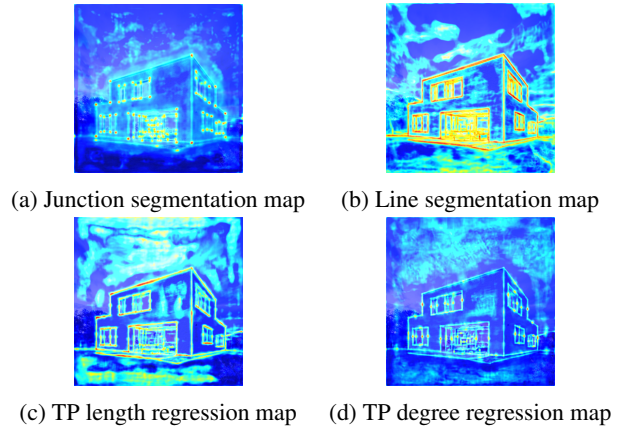 (a) Junction segmentation map
(b) Line segmentation map
(c) TP length regression map
(d) TP degree regression map